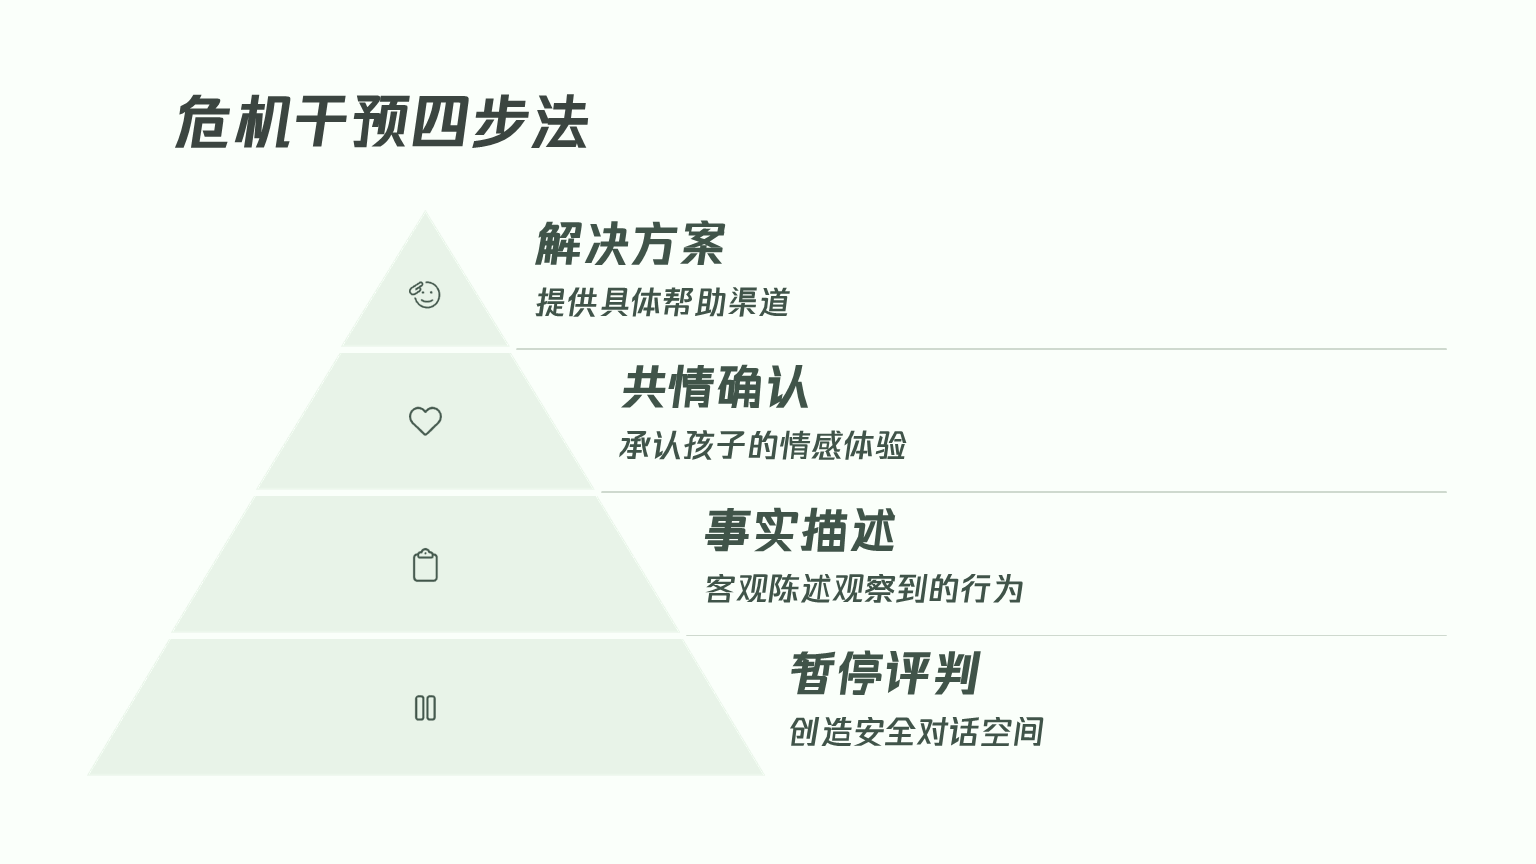 危机干预四步法
解决方案
提供具体帮助渠道
共情确认
承认孩子的情感体验
事实描述
客观陈述观察到的行为
暂停评判
创造安全对话空间